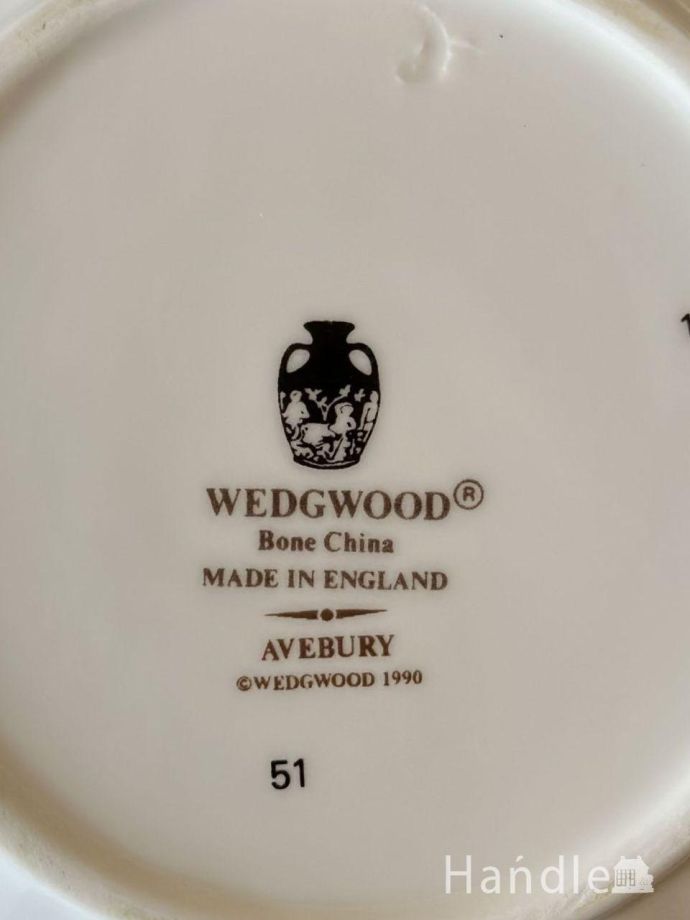 WEDGWOOD®
Bone China
MADE IN ENGLAND
AVEBURY
©WEDGWOOD 1990
51
Handle